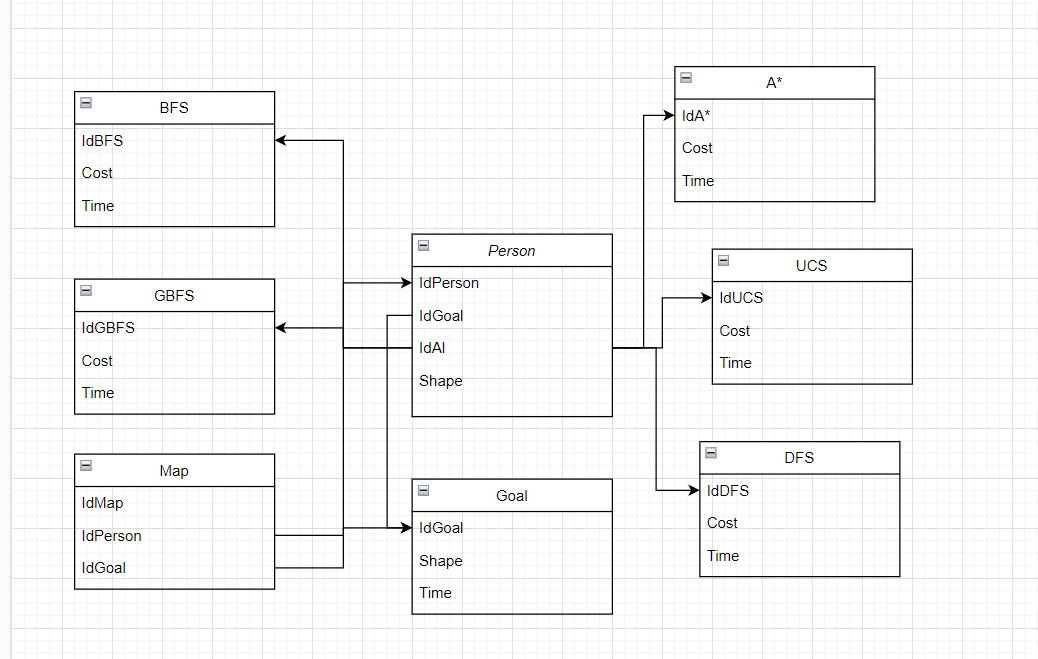 BFS
IdBFS
Cost
Time
GBFS
IdGBFS
Cost
Time
Map
IdMap
IdPerson
IdGoal
Person
IdPerson
IdGoal
IdAl
Shape
Goal
IdGoal
Shape
Time
A*
IdA*
Cost
Time
UCS
IdUCS
Cost
Time
DFS
IdDFS
Cost
Time